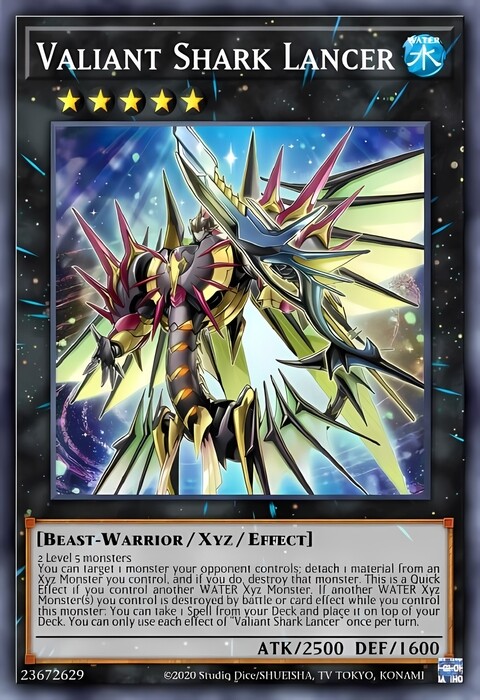 VALIANT SHARK LANCER
WATER
水
[BEAST-WARRIOR / XYZ / EFFECT]
2 Level 5 monsters
You can target 1 monster your opponent controls; detach 1 material from an
Xyz Monster you control, and if you do, destroy that monster. This is a Quick
Effect if you control another WATER Xyz Monster. If another WATER Xyz
Monster(s) you control is destroyed by battle or card effect while you control
this monster: You can take 1 Spell from your Deck and place it on top of your
Deck. You can only use each effect of "Valiant Shark Lancer" once per turn.
ATK/2500 DEF/1600
23672629
©2020 Studio Dice/SHUEISHA, TV TOKYO, KONAMI